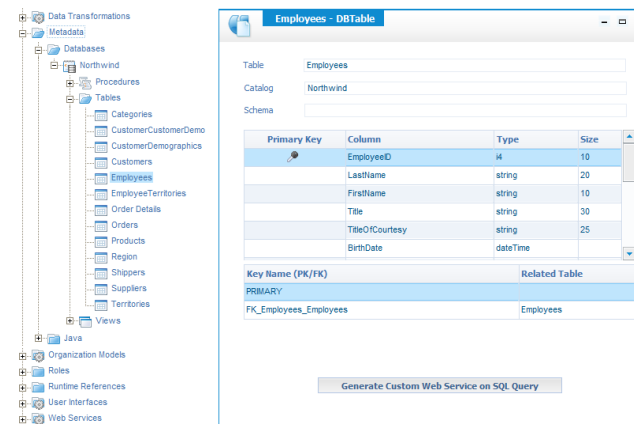 Data Transformations
Metadata
Databases
Northwind
Procedures
Tables
Categories
CustomerCustomerDemo
CustomerDemographics
Customers
Employees
EmployeeTerritories
Order Details
Orders
Products
Region
Shippers
Suppliers
Territories
Views
Java
Organization Models
Roles
Runtime References
User Interfaces
Web Services
Employees - DBTable
Table Employees
Catalog Northwind
Schema
Primary Key Column Type Size
EmployeeID i4 10
LastName string 20
FirstName string 10
Title string 30
TitleOfCourtesy string 25
BirthDate dateTime
Key Name (PK/FK) Related Table
PRIMARY
FK_Employees_Employees Employees
Generate Custom Web Service on SQL Query